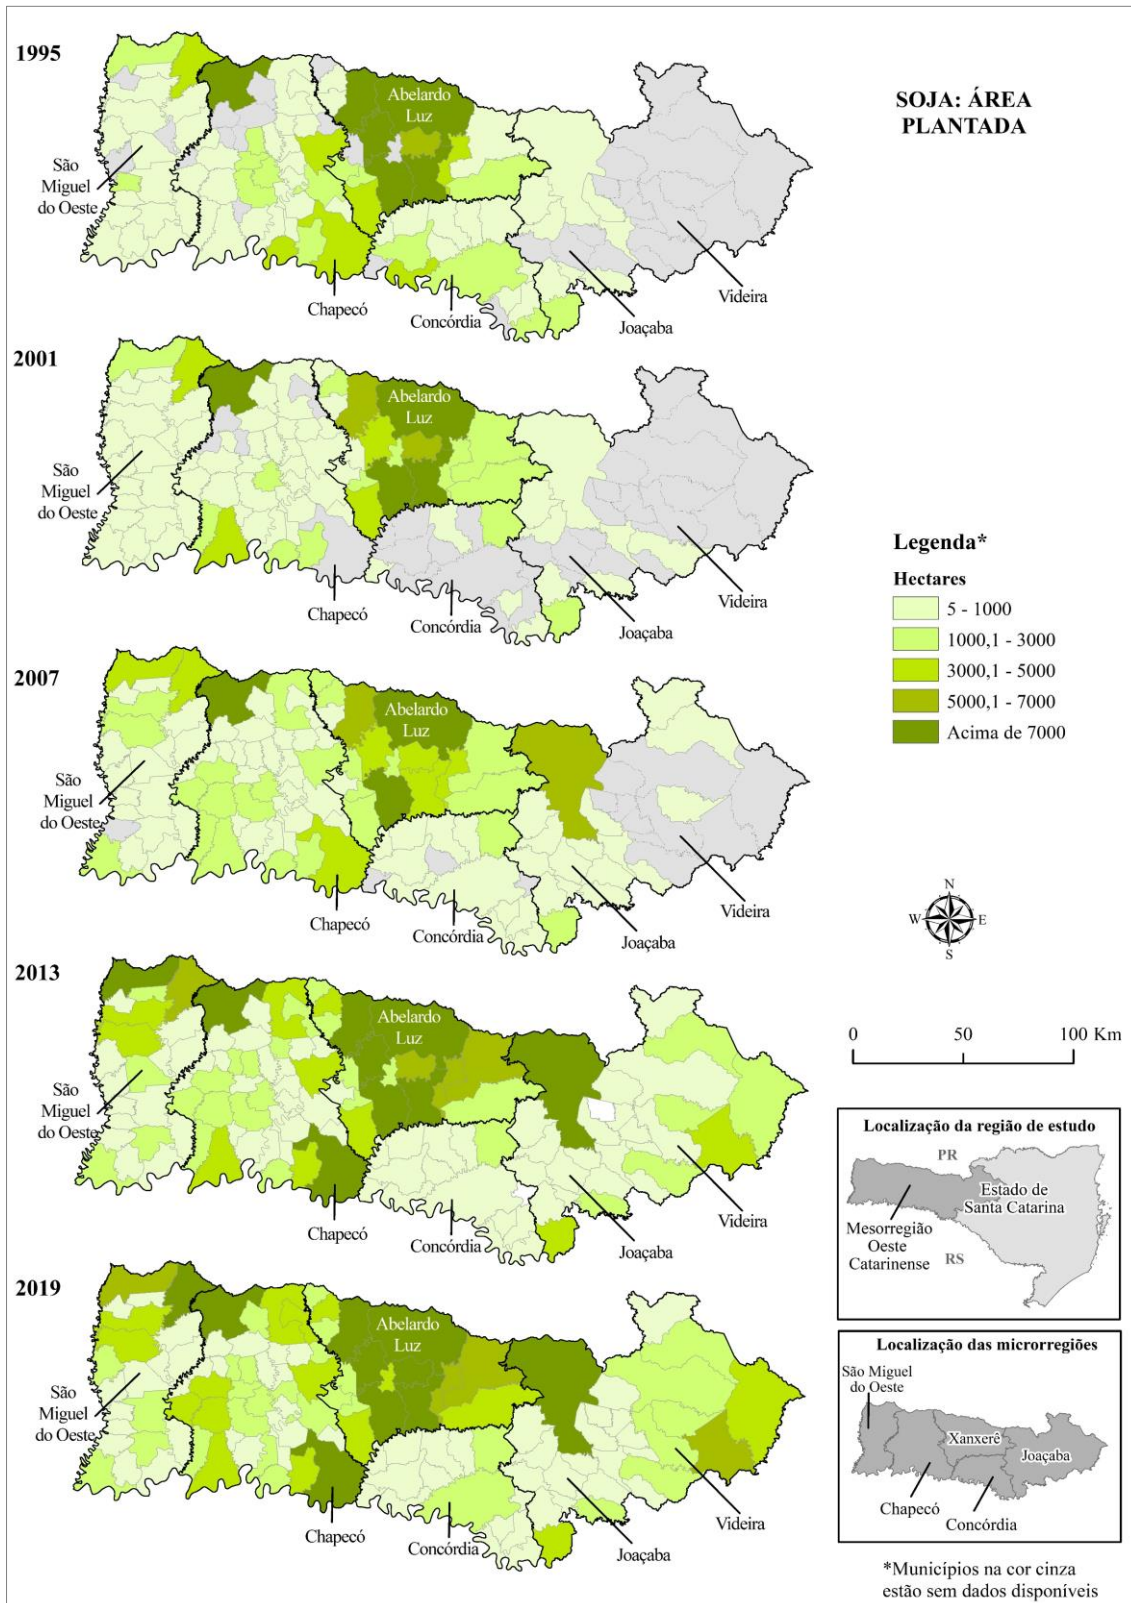 SOJA: ÁREA
PLANTADA
1995
Abelardo
Luz
São
Miguel
do Oeste
Chapecó
Concórdia
Joaçaba
Videira
2001
Abelardo
Luz
São
Miguel
do Oeste
Chapecó
Concórdia
Joaçaba
Videira
2007
Abelardo
Luz
São
Miguel
do Oeste
Chapecó
Concórdia
Joaçaba
Videira
2013
Abelardo
Luz
São
Miguel
do Oeste
Chapecó
Concórdia
Joaçaba
Videira
2019
Abelardo
Luz
São
Miguel
do Oeste
Chapecó
Concórdia
Joaçaba
Videira
Legenda*
Hectares
5 - 1000
1000,1 - 3000
3000,1 - 5000
5000,1 - 7000
Acima de 7000
N
W
E
S
0 50 100 Km
Localização da região de estudo
PR
Estado de
Santa Catarina
Mesorregião
Oeste
Catarinense
RS
Localização das microrregiões
São Miguel
do Oeste
Xanxerê
Joaçaba
Chapecó
Concórdia
*Municípios na cor cinza
estão sem dados disponíveis